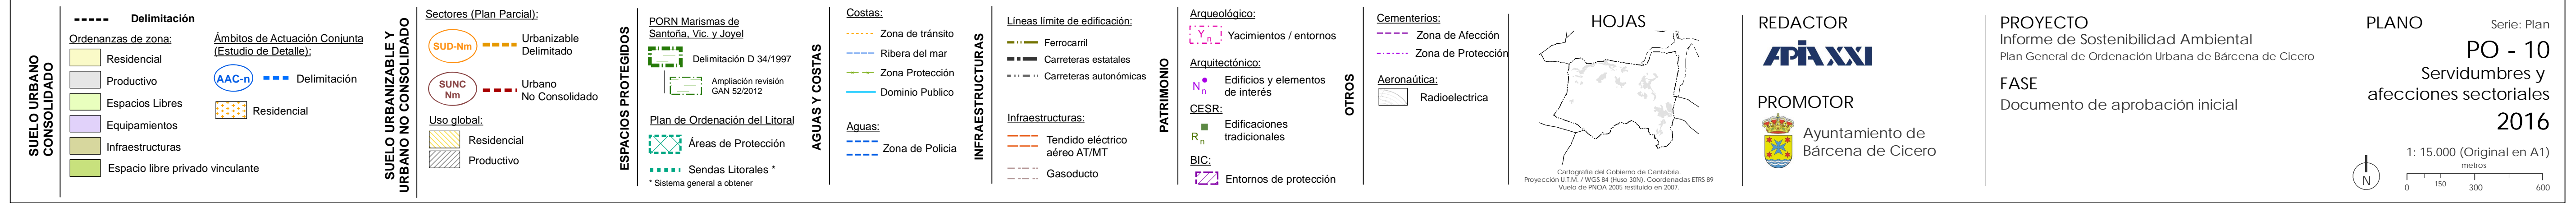 SUELO URBANO
CONSOLIDADO
Delimitación
Ordenanzas de zona:
Residencial
Productivo
Espacios Libres
Equipamientos
Infraestructuras
Espacio libre privado vinculante
Ámbitos de Actuación Conjunta
(Estudio de Detalle):
AAC-n
Delimitación
Residencial
SUELO URBANIZABLE Y
URBANO NO CONSOLIDADO
Sectores (Plan Parcial):
SUD-Nm
Urbanizable
Delimitado
SUNC
Nm
Urbano
No Consolidado
Uso global:
Residencial
Productivo
ESPACIOS PROTEGIDOS
PORN Marismas de
Santoña, Vic. y Joyel
Delimitación D 34/1997
Ampliación revisión
GAN 52/2012
Plan de Ordenación del Litoral
Áreas de Protección
Sendas Litorales *
* Sistema general a obtener
AGUAS Y COSTAS
Costas:
Zona de tránsito
Ribera del mar
Zona Protección
Dominio Publico
Aguas:
Zona de Policia
INFRAESTRUCTURAS
Líneas límite de edificación:
Ferrocarril
Carreteras estatales
Carreteras autonómicas
Infraestructuras:
Tendido eléctrico
aéreo AT/MT
Gasoducto
PATRIMONIO
Arqueológico:
Yn
Yacimientos / entornos
Arquitectónico:
Nn
Edificios y elementos
de interés
CESR:
Rn
Edificaciones
tradicionales
BIC:
Entornos de protección
OTROS
Cementerios:
Zona de Afección
Zona de Protección
Aeronaútica:
Radioelectrica
HOJAS
Cartografia del Gobierno de Cantabria.
Proyección U.T.M. / WGS 84 (Huso 30N). Coordenadas ETRS 89
Vuelo de PNOA 2005 restituido en 2007.
REDACTOR
APIA XXI
PROMOTOR
Ayuntamiento de
Bárcena de Cicero
PROYECTO
Informe de Sostenibilidad Ambiental
Plan General de Ordenación Urbana de Bárcena de Cicero
FASE
Documento de aprobación inicial
PLANO
Serie: Plan
PO - 10
Servidumbres y
afecciones sectoriales
2016
1: 15.000 (Original en A1)
metros
N
0 150 300 600